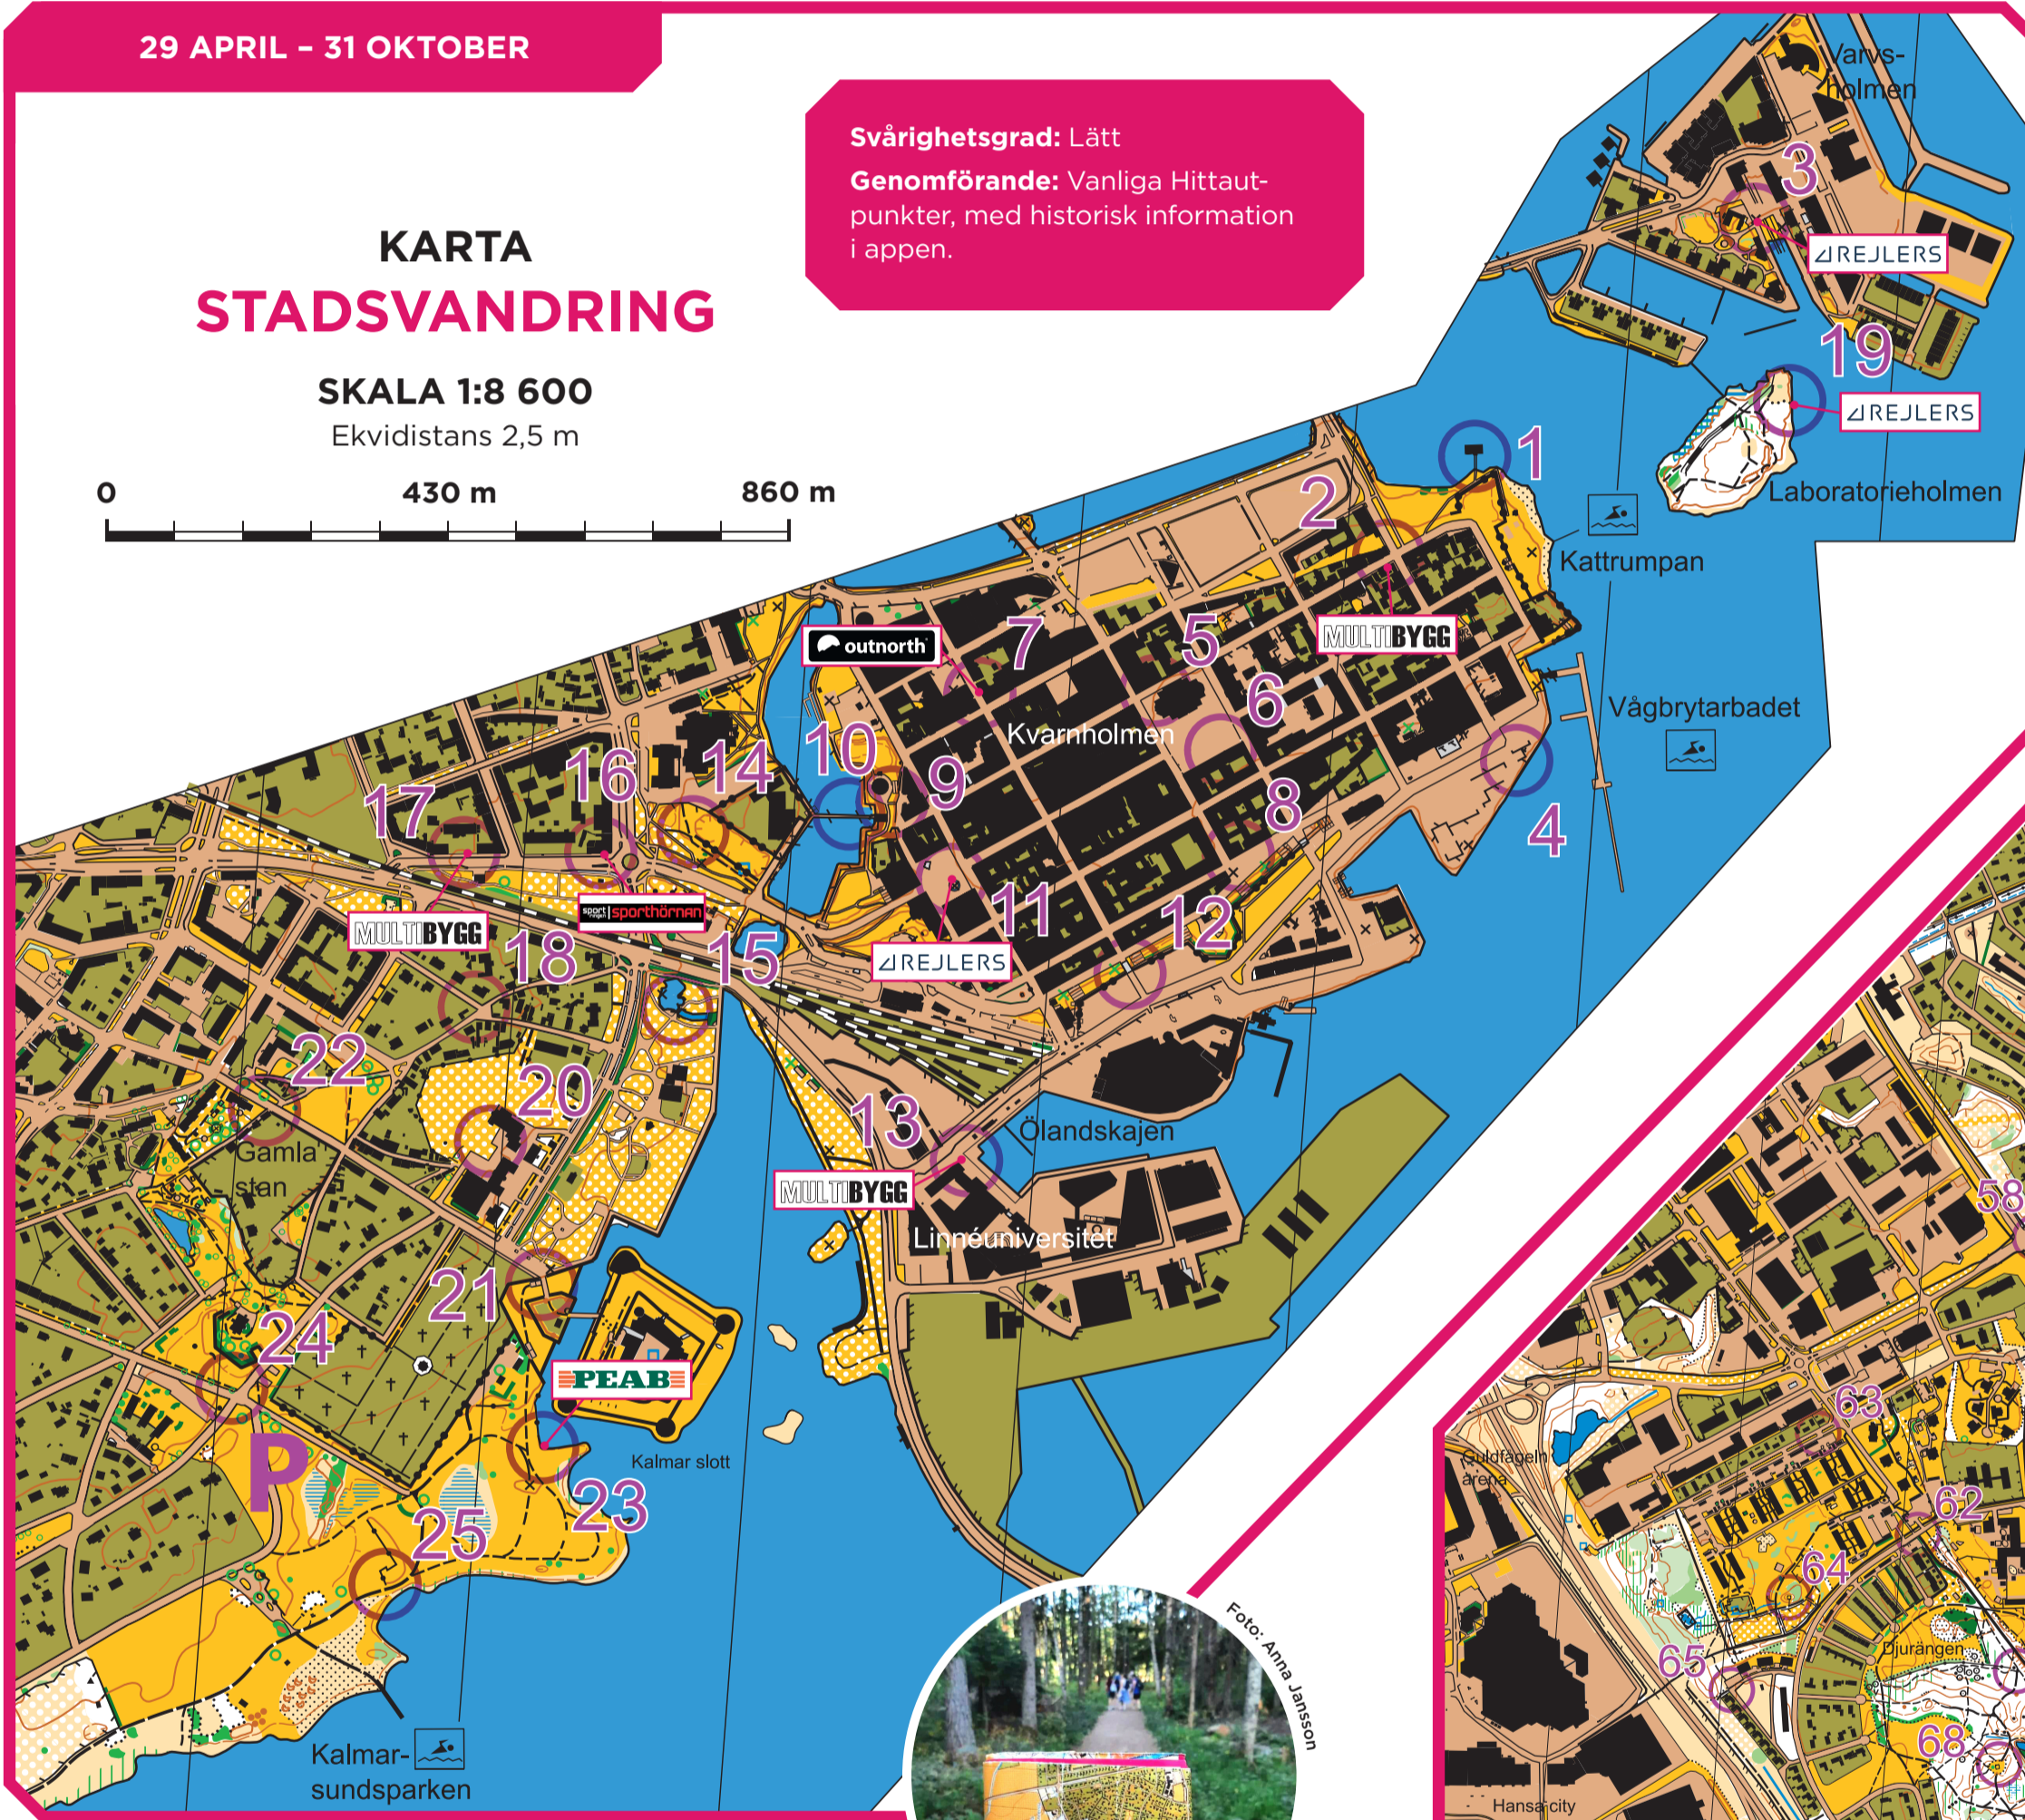 29 APRIL – 31 OKTOBER
KARTA
STADSVANDRING
SKALA 1:8 600
Ekvidistans 2,5 m
0 430 m 860 m
Svårighetsgrad: Lätt
Genomförande: Vanliga Hittaut-
punkter, med historisk information
i appen.
Varvs-
holmen
3
REJLERS
19
REJLERS
Laboratorieholmen
1
2
Kattrumpan
MULTIBYGG
5
7
outnorth
6
Kvarnholmen
Vågbrytarbadet
10
9
14
16
17
8
4
11
12
REJLERS
sporthörnan
MULTIBYGG
18
15
22
20
13
Ölandskajen
MULTIBYGG
Linnéuniversitet
Gamla
stan
21
24
PEAB
Kalmar slott
P
23
25
Kalmar-
sundsparken
Foto: Anna Jansson
58
63
Guldfågeln
arena
62
64
65
Djurängen
68
Hansa city